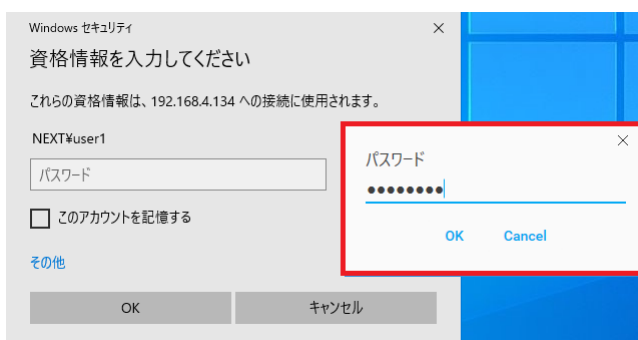 Windows セキュリティ
資格情報を入力してください
これらの資格情報は、192.168.4.134 への接続に使用されます。
NEXT¥user1
パスワード
このアカウントを記憶する
その他
OK
キャンセル
パスワード
●●●●●●●●
OK
Cancel